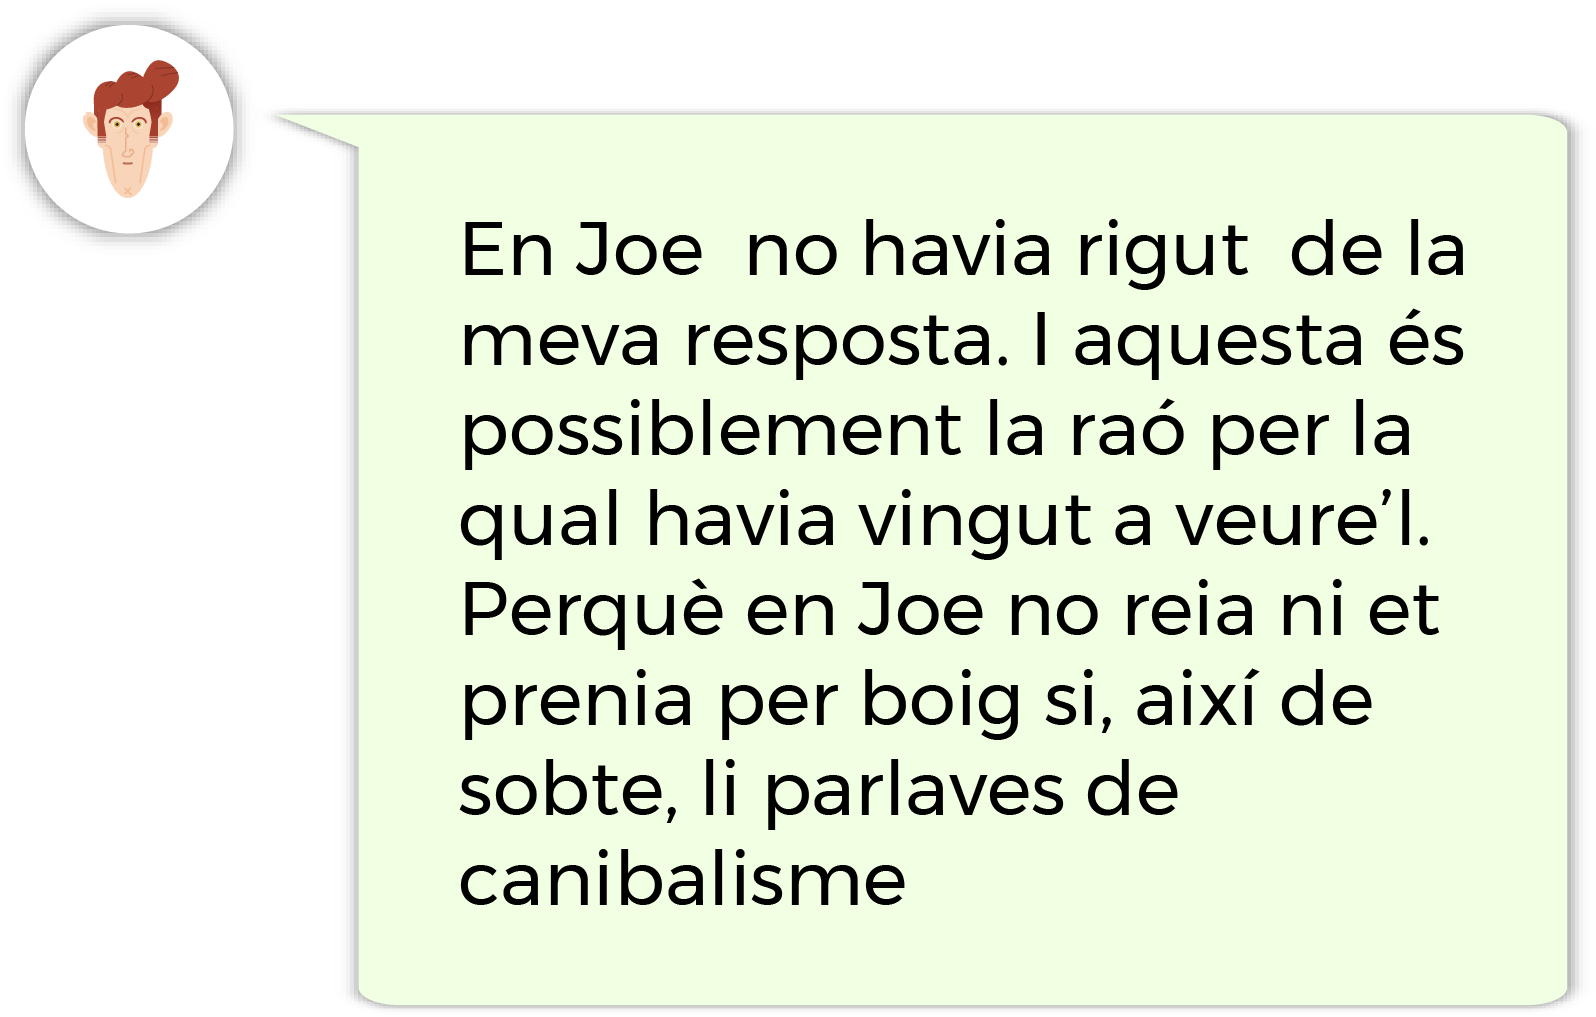 En Joe  no havia rigut  de la
meva resposta. I aquesta és
possiblement la raó per la
qual havia vingut a veure’l.
Perquè en Joe no reia ni et
prenia per boig si, així de
sobte, li parlaves de
canibalisme